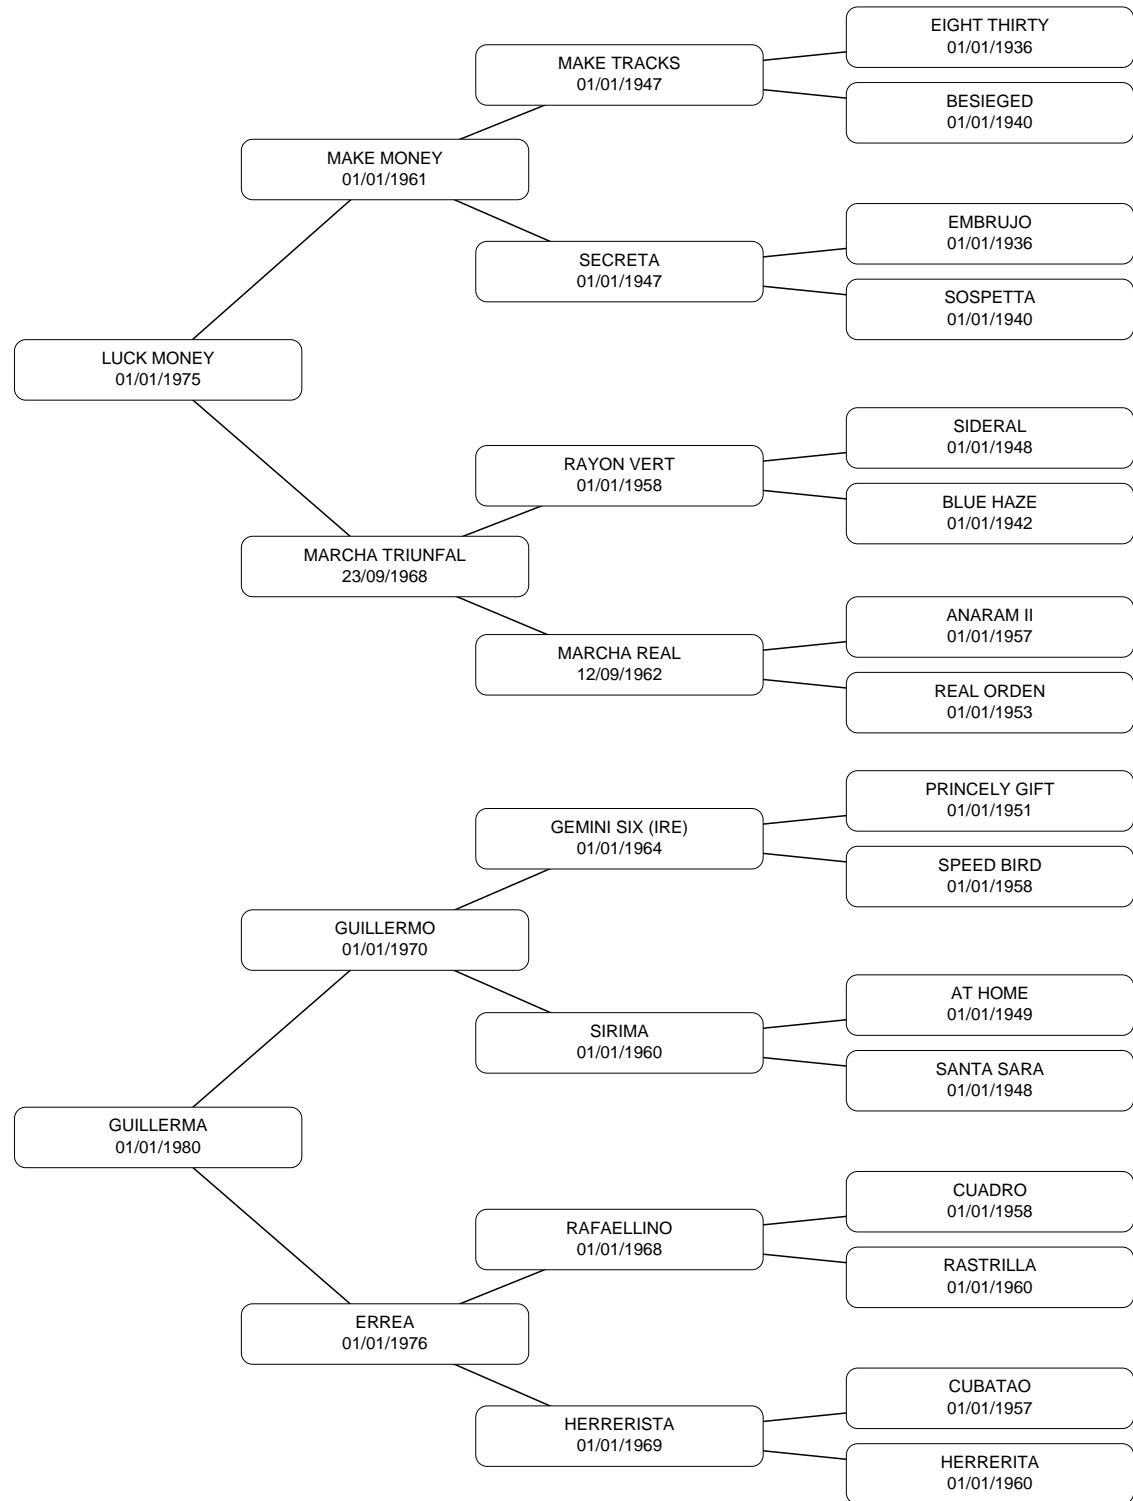 EIGHT THIRTY
01/01/1936
MAKE TRACKS
01/01/1947
BESIEGED
01/01/1940
MAKE MONEY
01/01/1961
EMBRUJO
01/01/1936
SECRETA
01/01/1947
SOSPETTA
01/01/1940
LUCK MONEY
01/01/1975
SIDERAL
01/01/1948
RAYON VERT
01/01/1958
BLUE HAZE
01/01/1942
MARCHA TRIUNFAL
23/09/1968
ANARAM II
01/01/1957
MARCHA REAL
12/09/1962
REAL ORDEN
01/01/1953
PRINCELY GIFT
01/01/1951
GEMINI SIX (IRE)
01/01/1964
SPEED BIRD
01/01/1958
GUILLERMO
01/01/1970
AT HOME
01/01/1949
SIRIMA
01/01/1960
SANTA SARA
01/01/1948
GUILLERMA
01/01/1980
CUADRO
01/01/1958
RAFAELLINO
01/01/1968
RASTRILLA
01/01/1960
ERREA
01/01/1976
CUBATAO
01/01/1957
HERRERISTA
01/01/1969
HERRERITA
01/01/1960